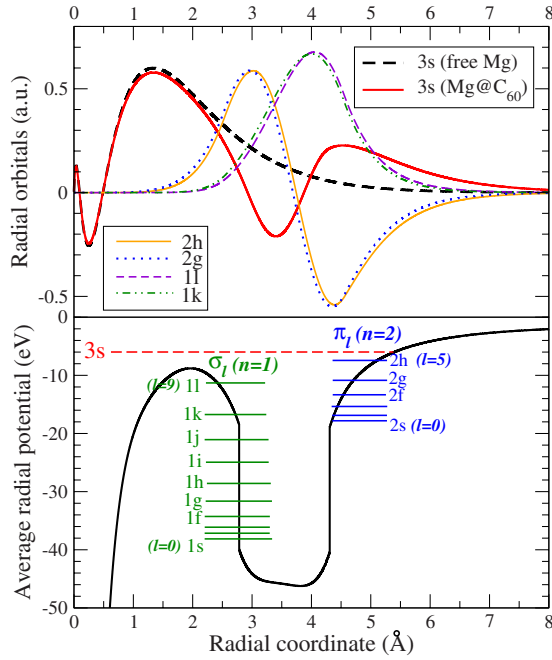 Radial orbitals (a.u.)
0.5
0
-0.5
3s (free Mg)
3s (Mg@C60)
2h
2g
1l
1k
0 1 2 3 4 5 6 7 8
Average radial potential (eV)
0
-10
-20
-30
-40
-50
3s
σl (n=1)
πl (n=2)
(l=9) 1l
1k
1j
1i
1h
1g
1f
(l=0) 1s
2h (l=5)
2g
2f
2s (l=0)
0 1 2 3 4 5 6 7 8
Radial coordinate (Å)